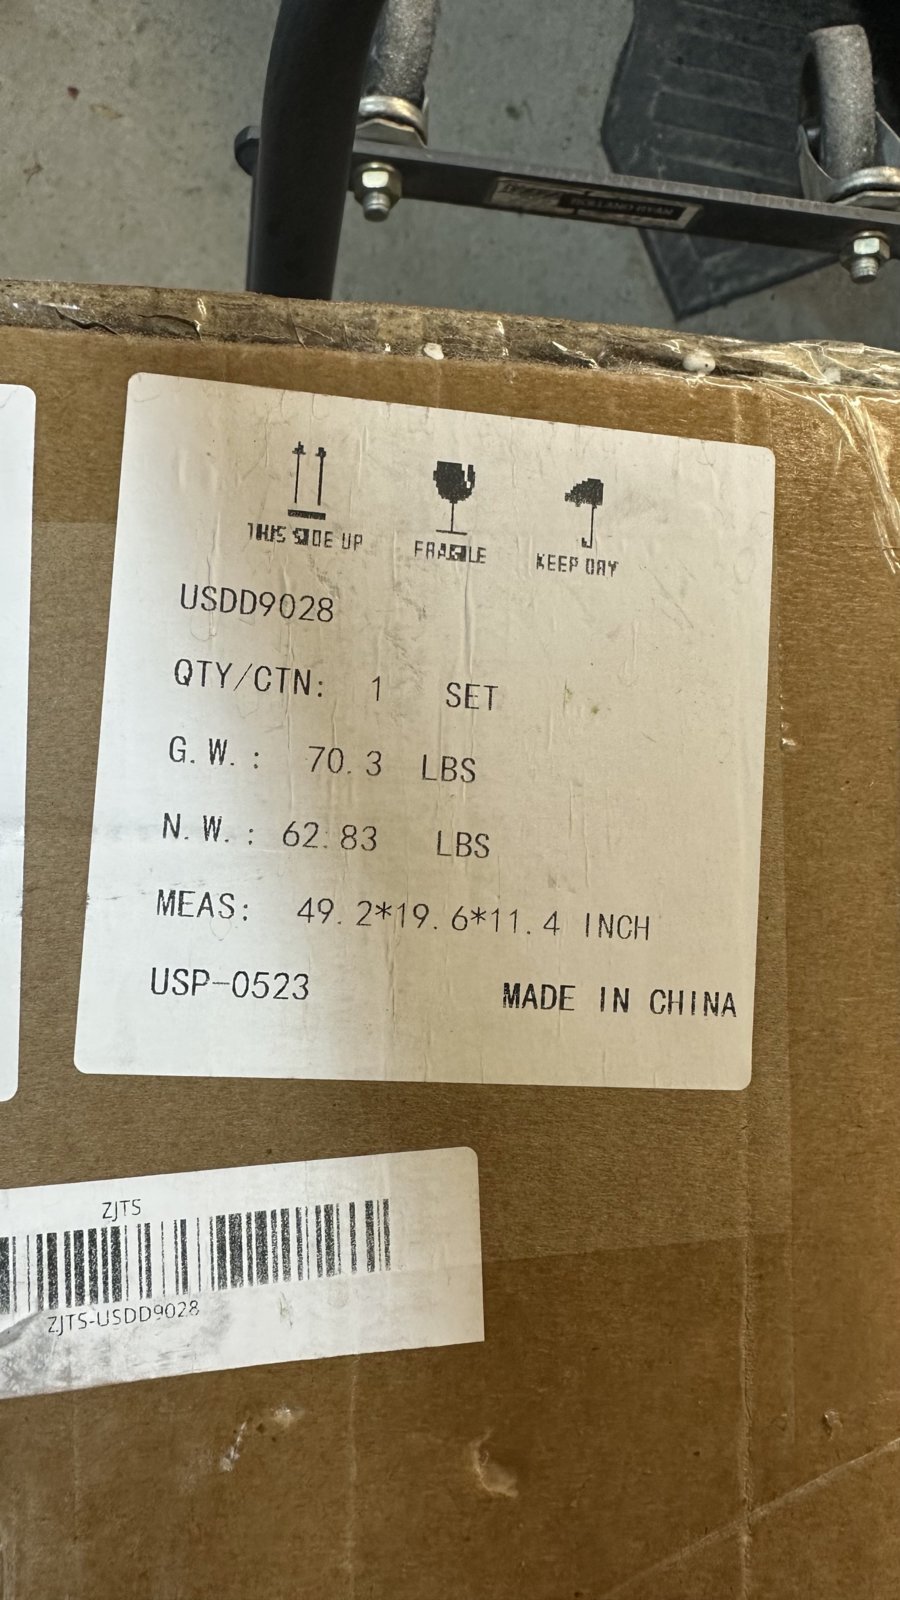 THIS SIDE UP
FRAGILE
KEEP DRY
USDD9028
QTY/CTN: 1 SET
G.W.: 70.3 LBS
N.W.: 62.83 LBS
MEAS: 49.2*19.6*11.4 INCH
USP-0523
MADE IN CHINA
ZJTS
ZJTS-USDD9028